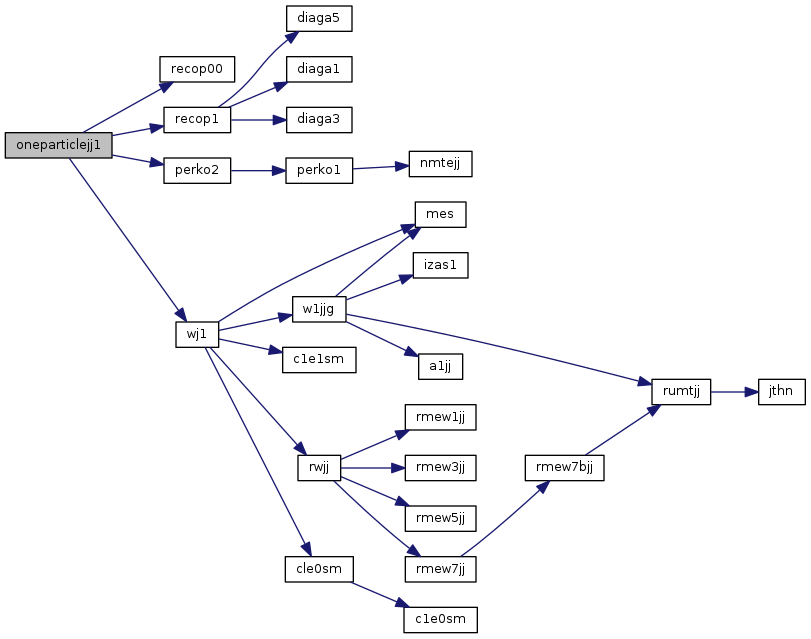 diaga5
recop00
diaga1
recop1
diaga3
oneparticlejj1
nmtejj
perko2
perko1
mes
izas1
w1jjg
wj1
c1e1sm
a1jj
rumtjj
jthn
rmew1jj
rwjj
rmew3jj
rmew7bjj
rmew5jj
cle0sm
rmew7jj
c1e0sm